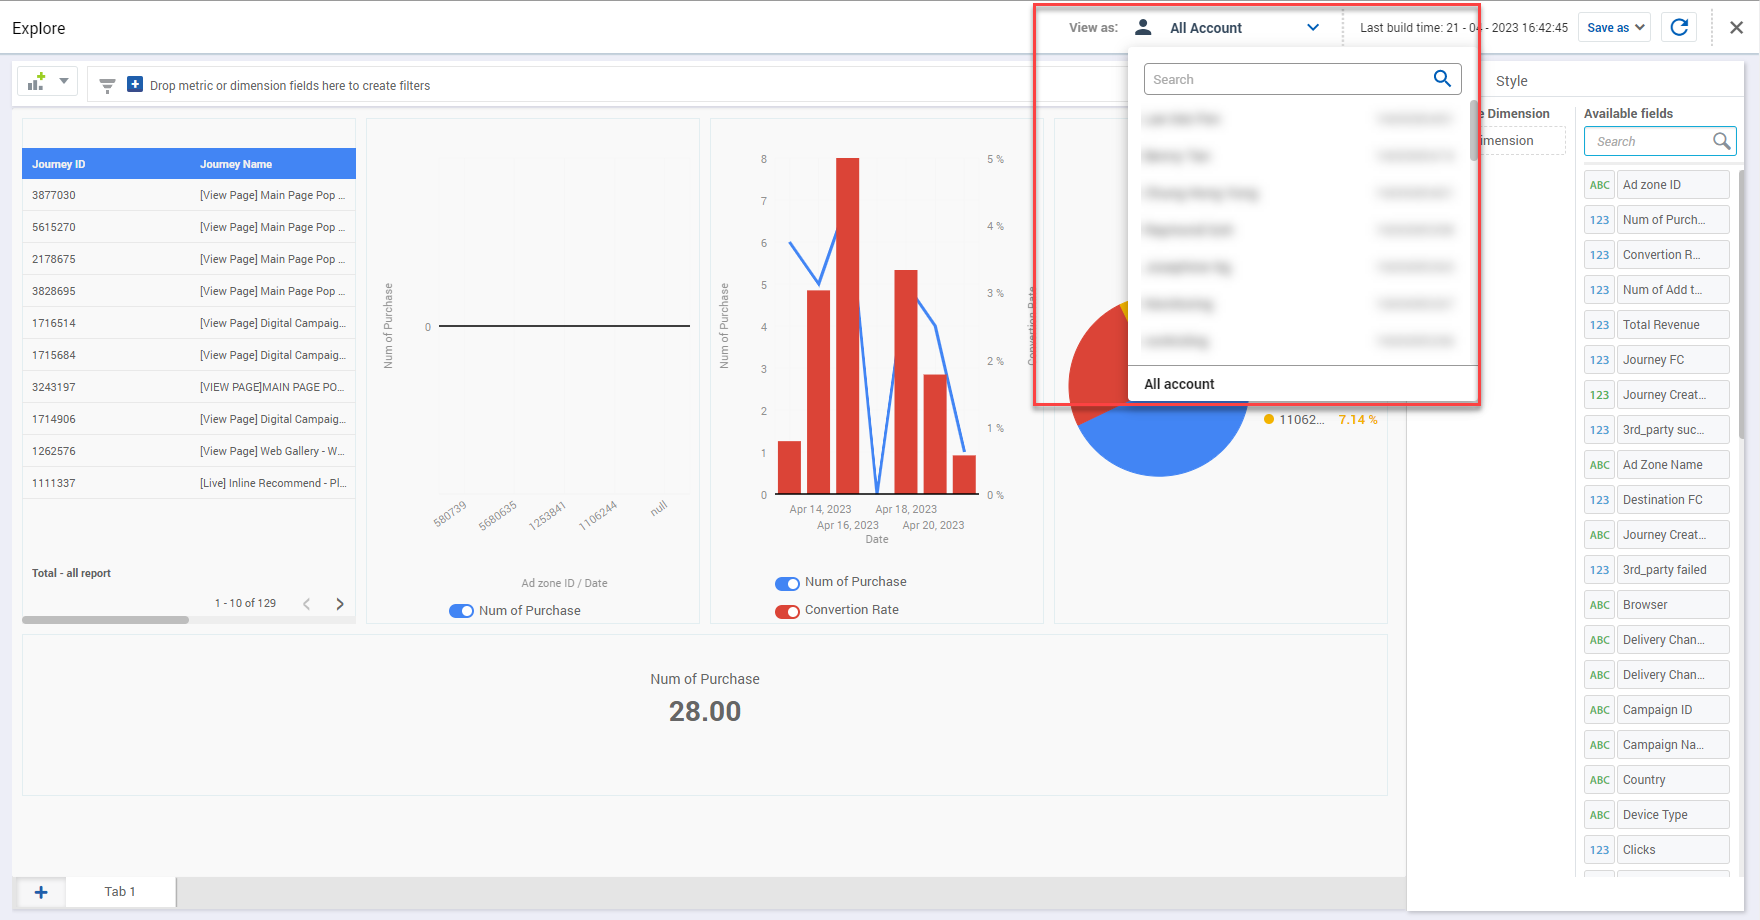 Explore
View as: All Account
Last build time: 21 - 04 - 2023 16:42:45
Save as
Drop metric or dimension fields here to create filters
Search
All account
Style
e Dimension
imension
Available fields
Search
ABC Ad zone ID
123 Num of Purch...
123 Convertion R...
123 Num of Add t...
123 Total Revenue
123 Journey FC
123 Journey Creat...
123 3rd_party suc...
ABC Ad Zone Name
123 Destination FC
ABC Journey Creat...
123 3rd_party failed
ABC Browser
ABC Delivery Chan...
ABC Delivery Chan...
ABC Campaign ID
ABC Campaign Na...
ABC Country
ABC Device Type
123 Clicks
Journey ID Journey Name
3877030 [View Page] Main Page Pop ...
5615270 [View Page] Main Page Pop ...
2178675 [View Page] Main Page Pop ...
3828695 [View Page] Main Page Pop ...
1716514 [View Page] Digital Campaig...
1715684 [View Page] Digital Campaig...
3243197 [VIEW PAGE]MAIN PAGE PO...
1714906 [View Page] Digital Campaig...
1262576 [View Page] Web Gallery - W...
1111337 [Live] Inline Recommend - Pl...
Total - all report
1 - 10 of 129
Num of Purchase
0
580739 5680635 1253841 1106244 null
Ad zone ID / Date
Num of Purchase
Num of Purchase
8
7
6
5
4
3
2
1
0
5 %
4 %
3 %
2 %
1 %
0 %
Convertion Rate
Apr 14, 2023 Apr 18, 2023
Apr 16, 2023 Apr 20, 2023
Date
Num of Purchase
Convertion Rate
11062... 7.14 %
Num of Purchase
28.00
Tab 1